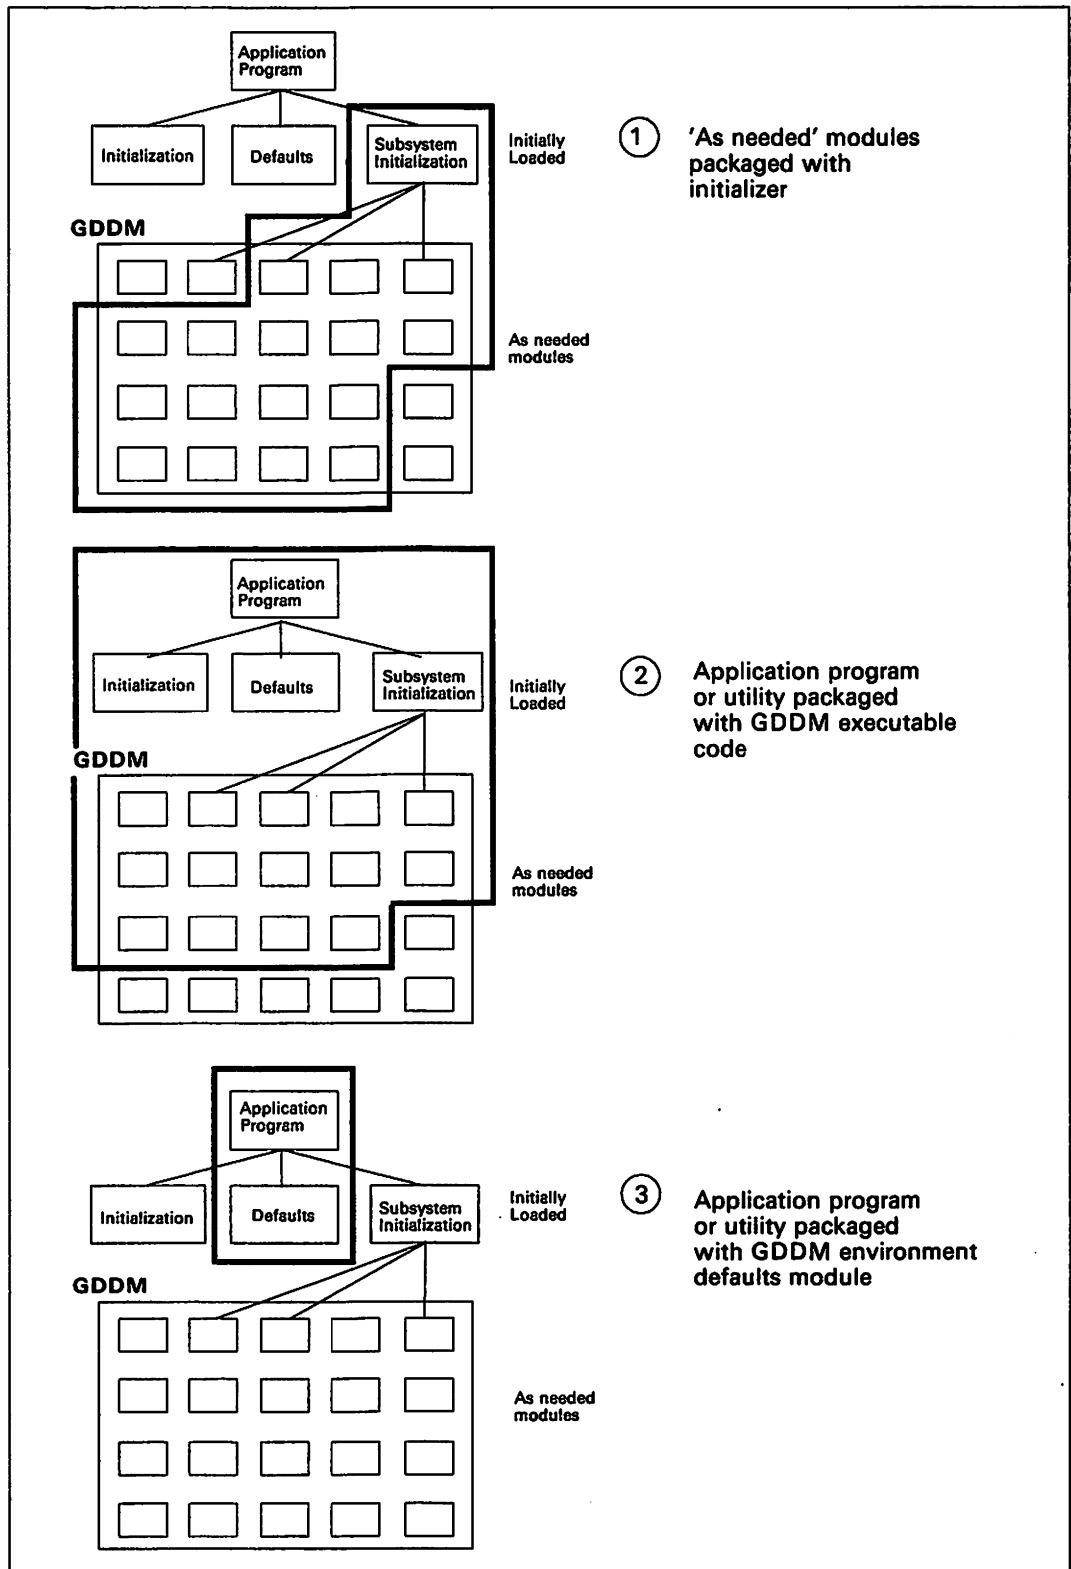 Application
Program
Initialization
Defaults
Subsystem
Initialization
Initially
Loaded
GDDM
As needed
modules
1
'As needed' modules
packaged with
initializer
Application
Program
Initialization
Defaults
Subsystem
Initialization
Initially
Loaded
GDDM
As needed
modules
2
Application program
or utility packaged
with GDDM executable
code
Application
Program
Initialization
Defaults
Subsystem
Initialization
Initially
Loaded
GDDM
As needed
modules
3
Application program
or utility packaged
with GDDM environment
defaults module